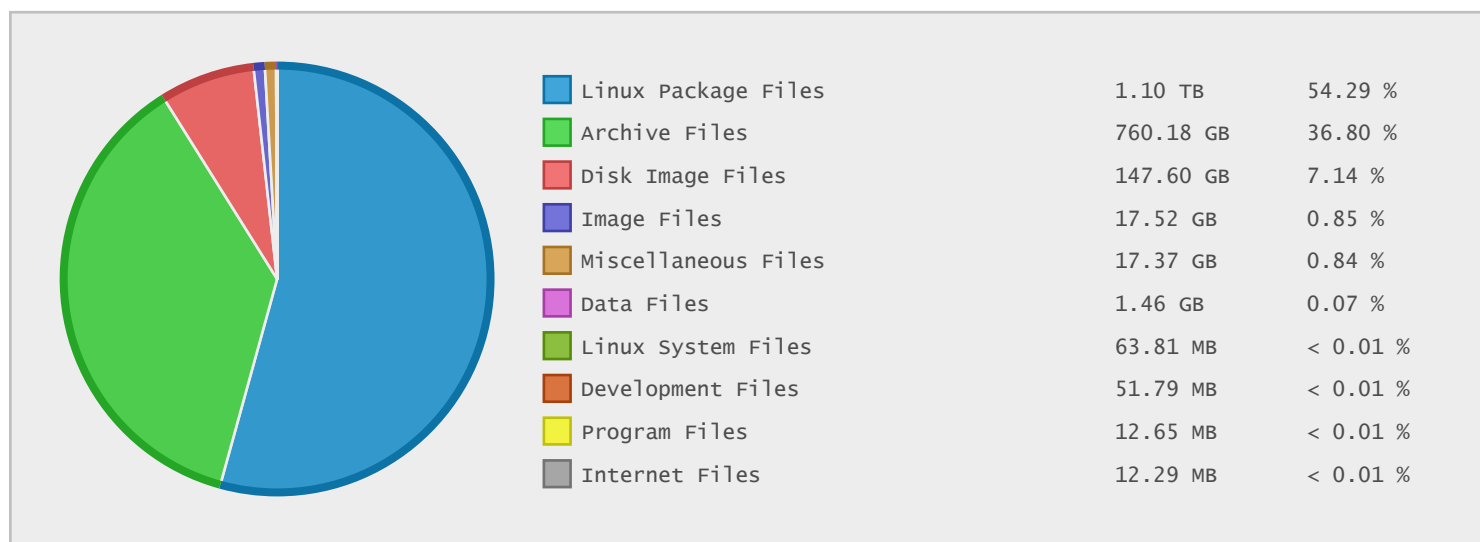 Linux Package Files 1.10 TB 54.29 %
Archive Files 760.18 GB 36.80 %
Disk Image Files 147.60 GB 7.14 %
Image Files 17.52 GB 0.85 %
Miscellaneous Files 17.37 GB 0.84 %
Data Files 1.46 GB 0.07 %
Linux System Files 63.81 MB < 0.01 %
Development Files 51.79 MB < 0.01 %
Program Files 12.65 MB < 0.01 %
Internet Files 12.29 MB < 0.01 %